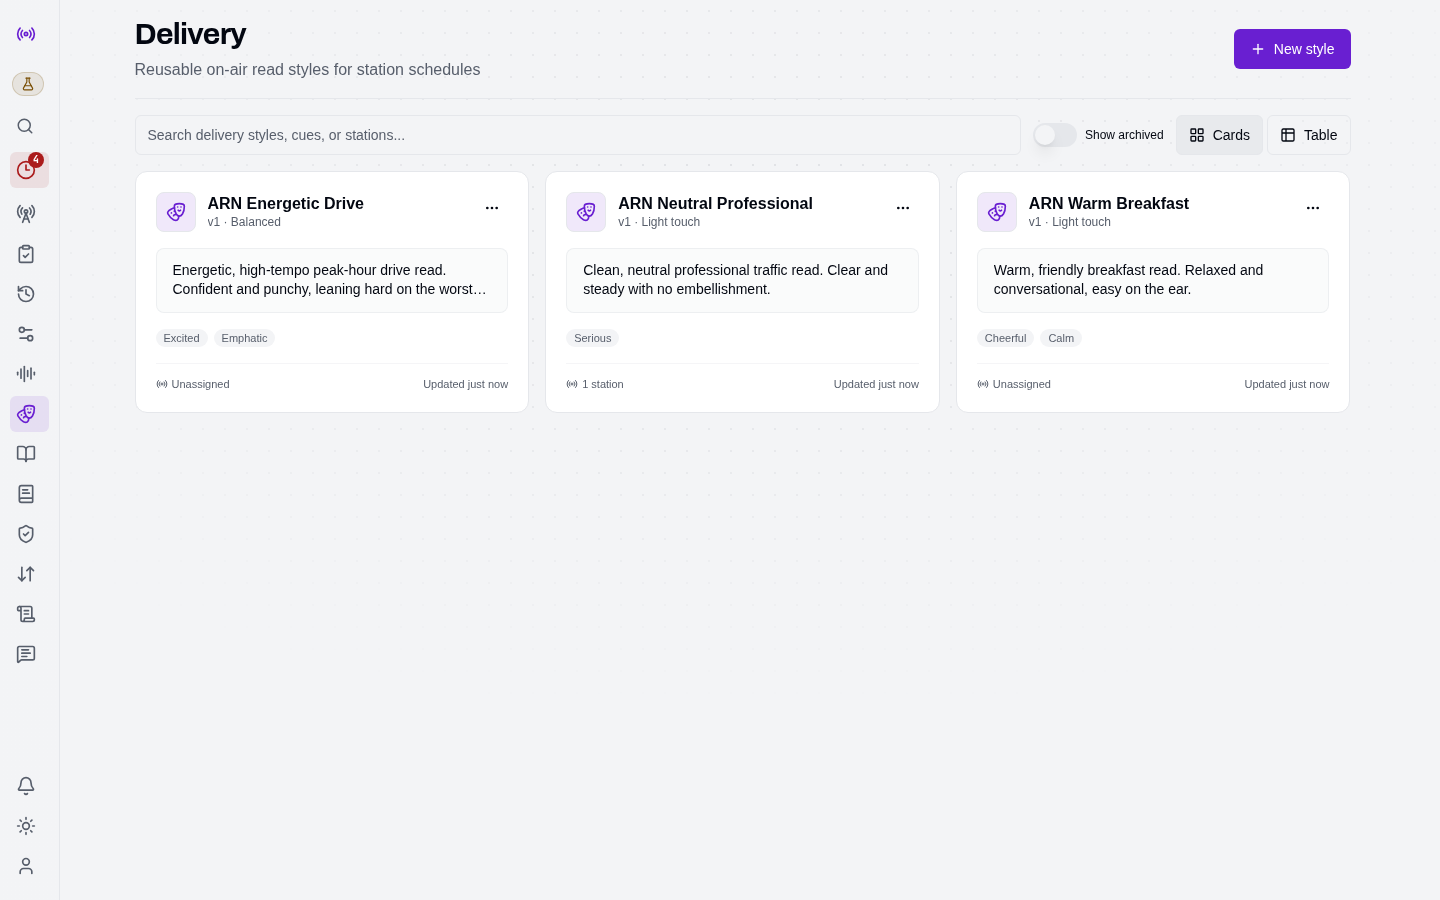 Delivery
Reusable on-air read styles for station schedules
New style
Search delivery styles, cues, or stations...
Show archived
Cards
Table
4
ARN Energetic Drive
v1 · Balanced
Energetic, high-tempo peak-hour drive read.
Confident and punchy, leaning hard on the worst…
Excited
Emphatic
Unassigned
Updated just now
ARN Neutral Professional
v1 · Light touch
Clean, neutral professional traffic read. Clear and
steady with no embellishment.
Serious
1 station
Updated just now
ARN Warm Breakfast
v1 · Light touch
Warm, friendly breakfast read. Relaxed and
conversational, easy on the ear.
Cheerful
Calm
Unassigned
Updated just now